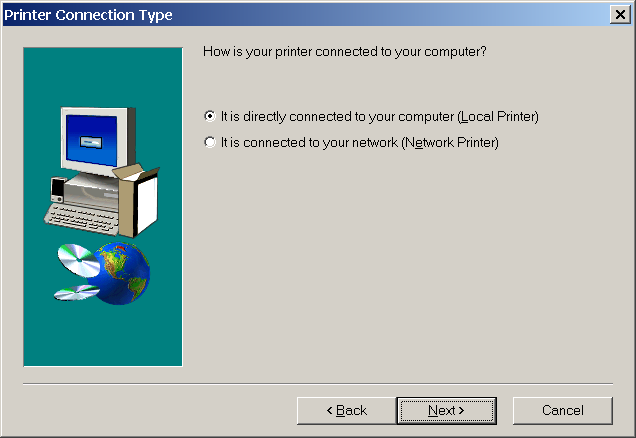 Printer Connection Type
How is your printer connected to your computer?
It is directly connected to your computer (Local Printer)
It is connected to your network (Network Printer)
< Back
Next >
Cancel